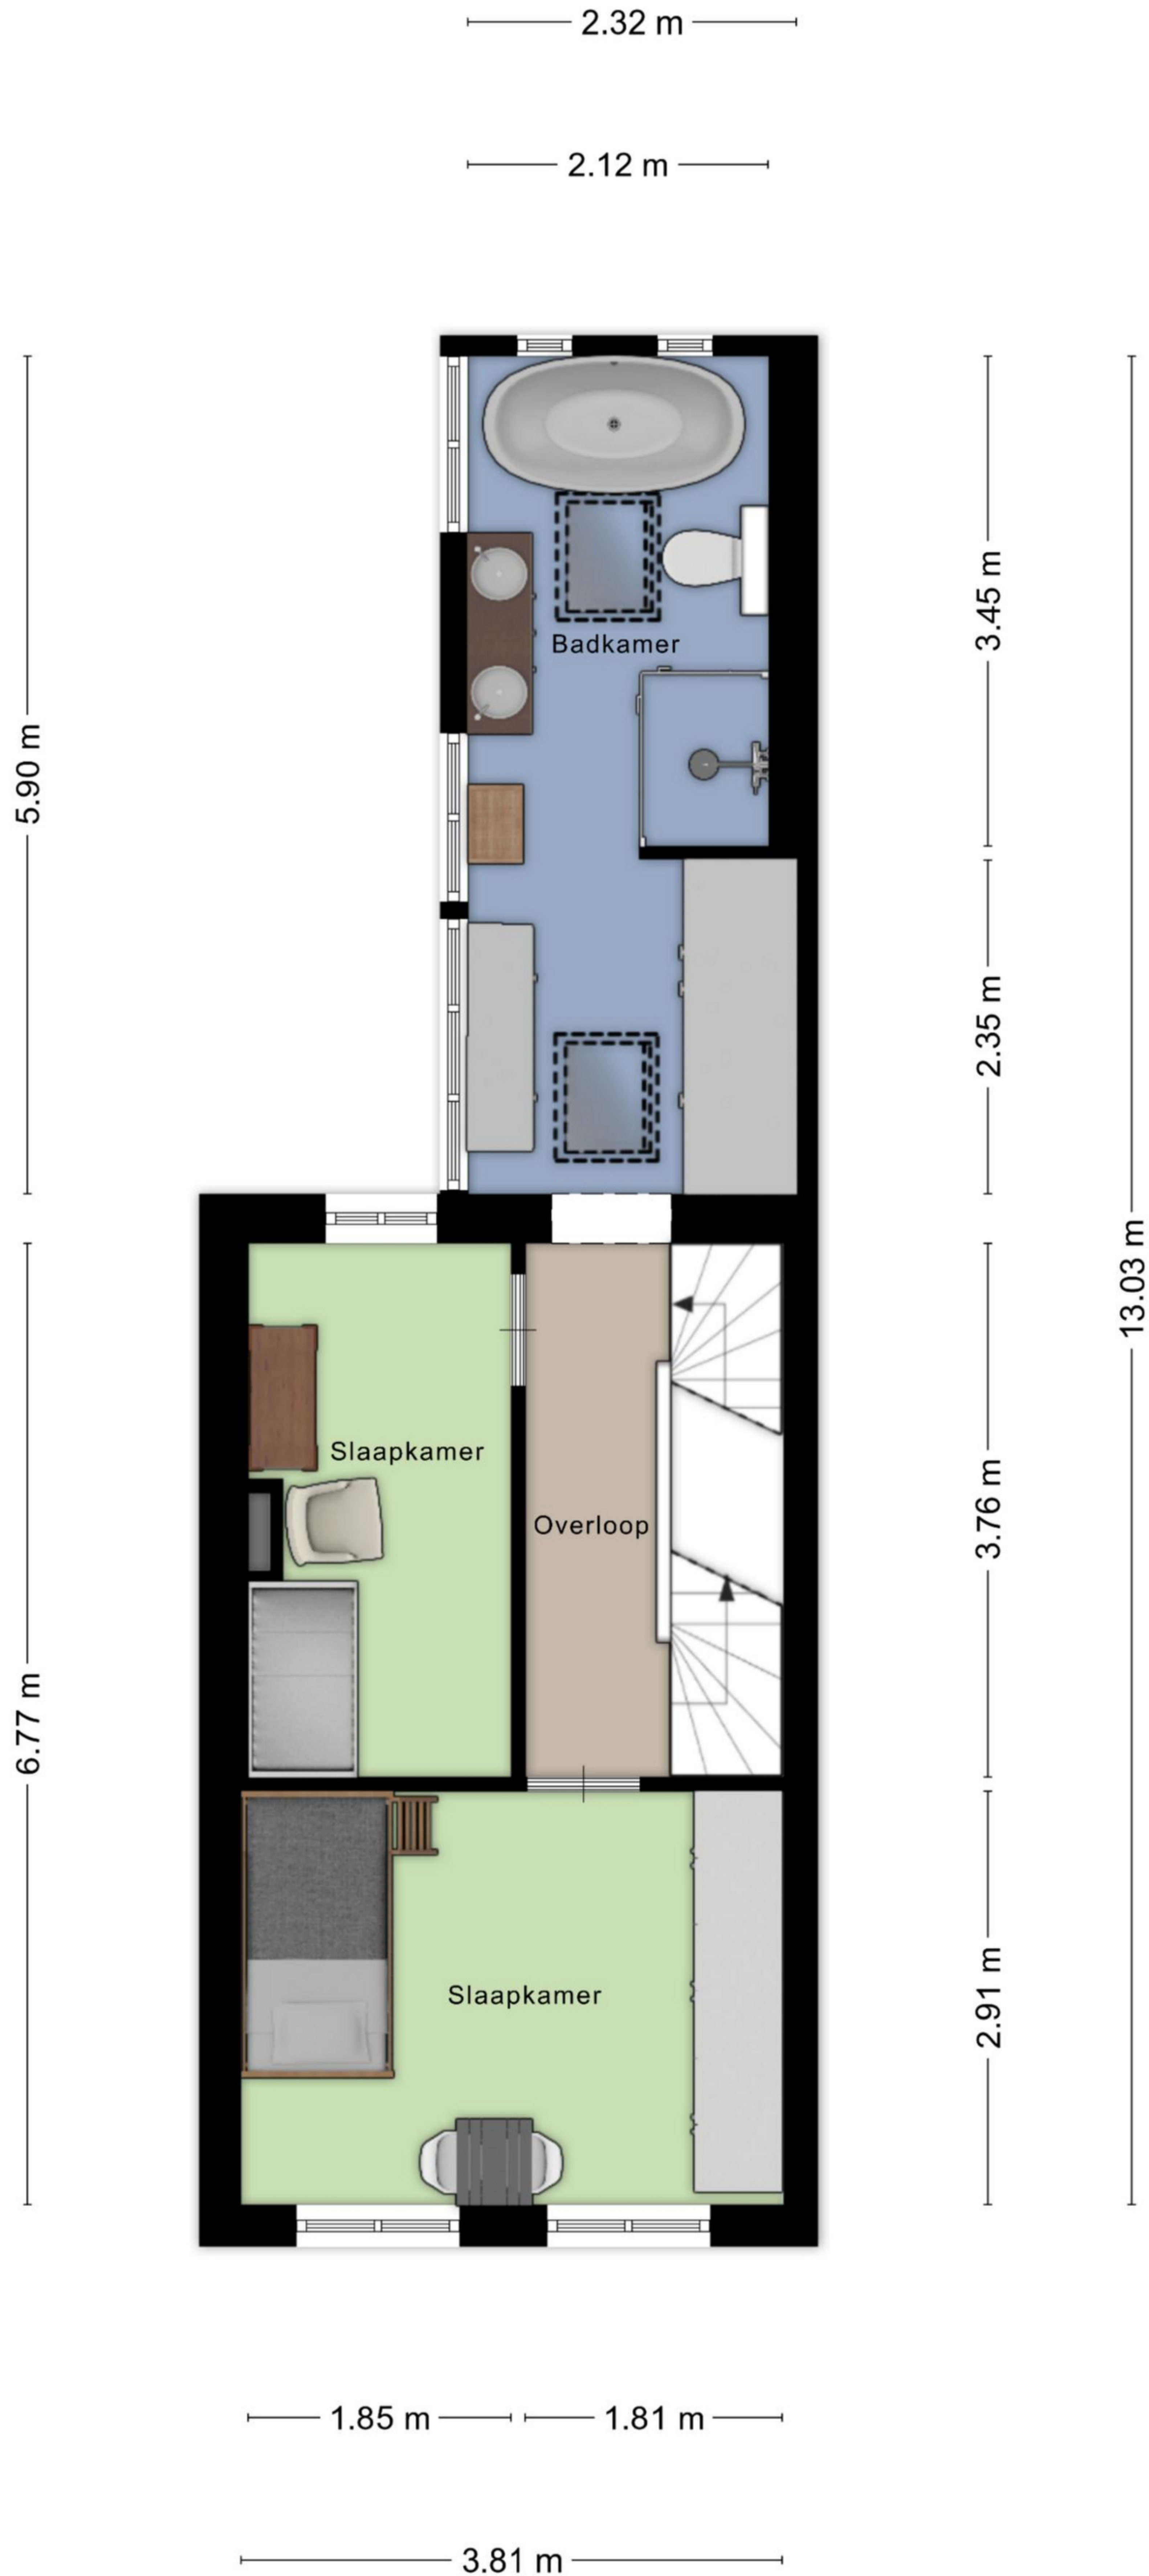 2.32 m
2.12 m
3.45 m
Badkamer
5.90 m
2.35 m
13.03 m
Slaapkamer
3.76 m
Overloop
6.77 m
Slaapkamer
2.91 m
1.85 m
1.81 m
3.81 m